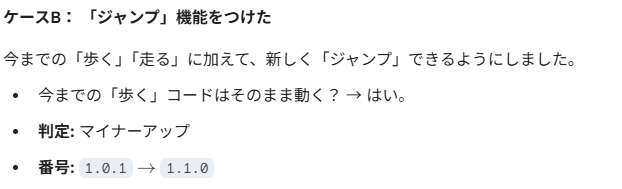 ケースB： 「ジャンプ」機能をつけた
今までの「歩く」「走る」に加えて、新しく「ジャンプ」できるようにしました。
• 今までの「歩く」コードはそのまま動く？ → はい。
• 判定: マイナーアップ
• 番号: 1.0.1 → 1.1.0